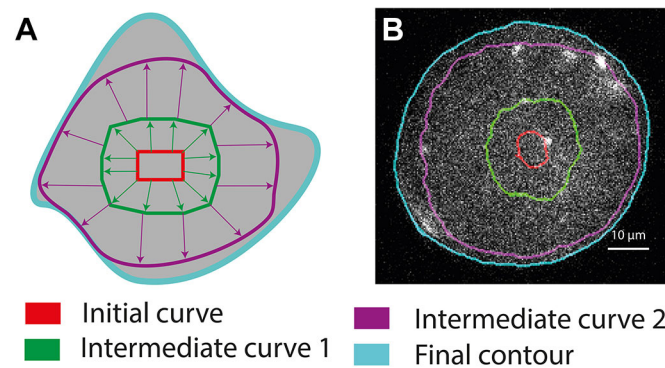 A
B
10 μm
Initial curve
Intermediate curve 1
Intermediate curve 2
Final contour